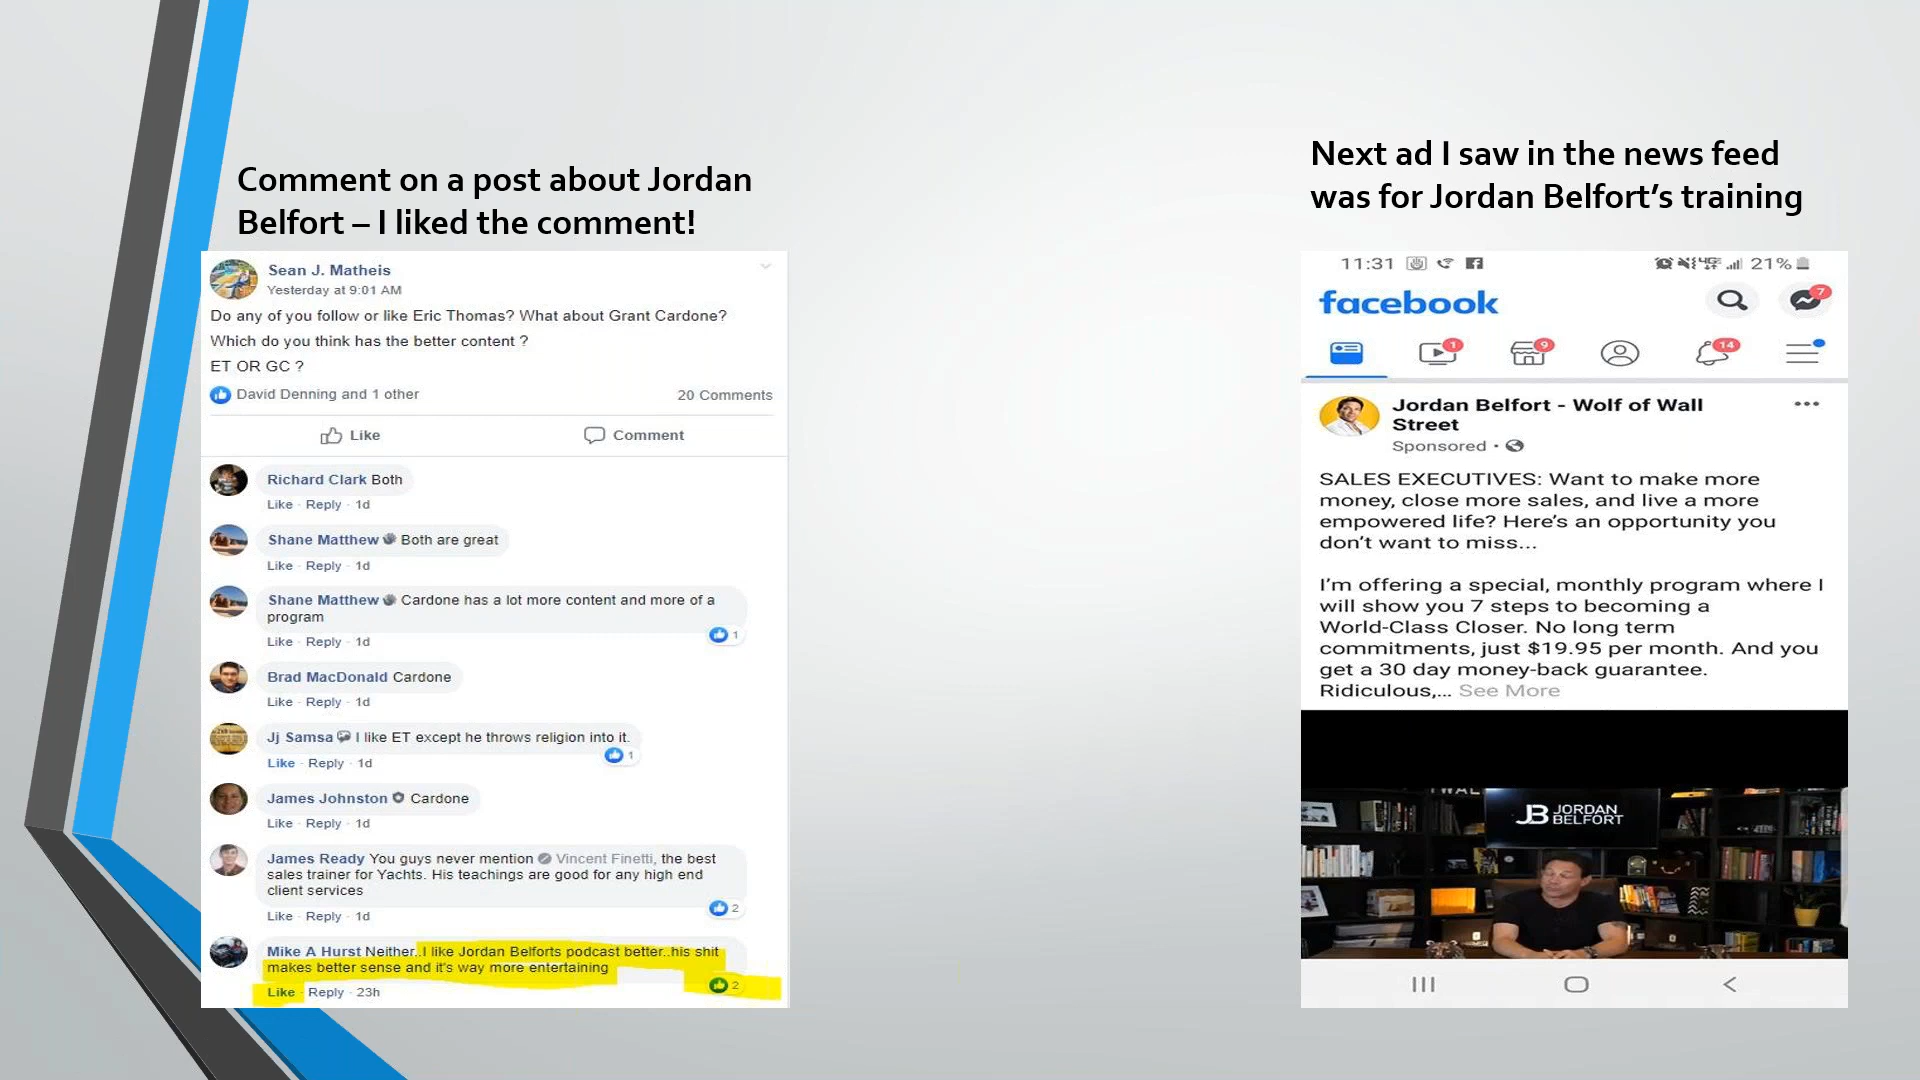 Comment on a post about Jordan
Belfort – I liked the comment!
Sean J. Matheis
Yesterday at 9:01 AM
Do any of you follow or like Eric Thomas? What about Grant Cardone?
Which do you think has the better content ?
ET OR GC ?
David Denning and 1 other
20 Comments
Like
Comment
Richard Clark Both
Like · Reply · 1d
Shane Matthew Both are great
Like · Reply · 1d
Shane Matthew Cardone has a lot more content and more of a
program
1
Like · Reply · 1d
Brad MacDonald Cardone
Like · Reply · 1d
Jj Samsa I like ET except he throws religion into it.
1
Like · Reply · 1d
James Johnston Cardone
Like · Reply · 1d
James Ready You guys never mention Vincent Finetti, the best
sales trainer for Yachts. His teachings are good for any high end
client services
2
Like · Reply · 1d
Mike A Hurst Neither..I like Jordan Belforts podcast better..his shit
makes better sense and it's way more entertaining
2
Like · Reply · 23h
Next ad I saw in the news feed
was for Jordan Belfort’s training
11:31
21%
facebook
7
1
9
14
Jordan Belfort - Wolf of Wall
Street
Sponsored ·
SALES EXECUTIVES: Want to make more
money, close more sales, and live a more
empowered life? Here’s an opportunity you
don’t want to miss...
I’m offering a special, monthly program where I
will show you 7 steps to becoming a
World-Class Closer. No long term
commitments, just $19.95 per month. And you
get a 30 day money-back guarantee.
Ridiculous,... See More
JB JORDAN
BELFORT